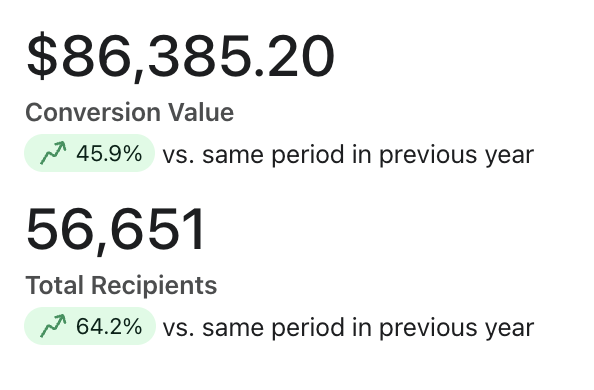 $86,385.20
Conversion Value
45.9% vs. same period in previous year
56,651
Total Recipients
64.2% vs. same period in previous year